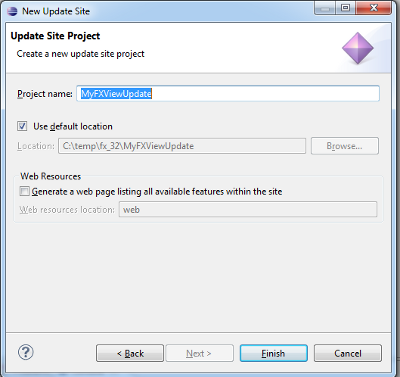 New Update Site
Update Site Project
Create a new update site project
Project name: MyFXViewUpdate
Use default location
Location: C:\temp\fx_32\MyFXViewUpdate Browse...
Web Resources
Generate a web page listing all available features within the site
Web resources location: web
? < Back Next > Finish Cancel